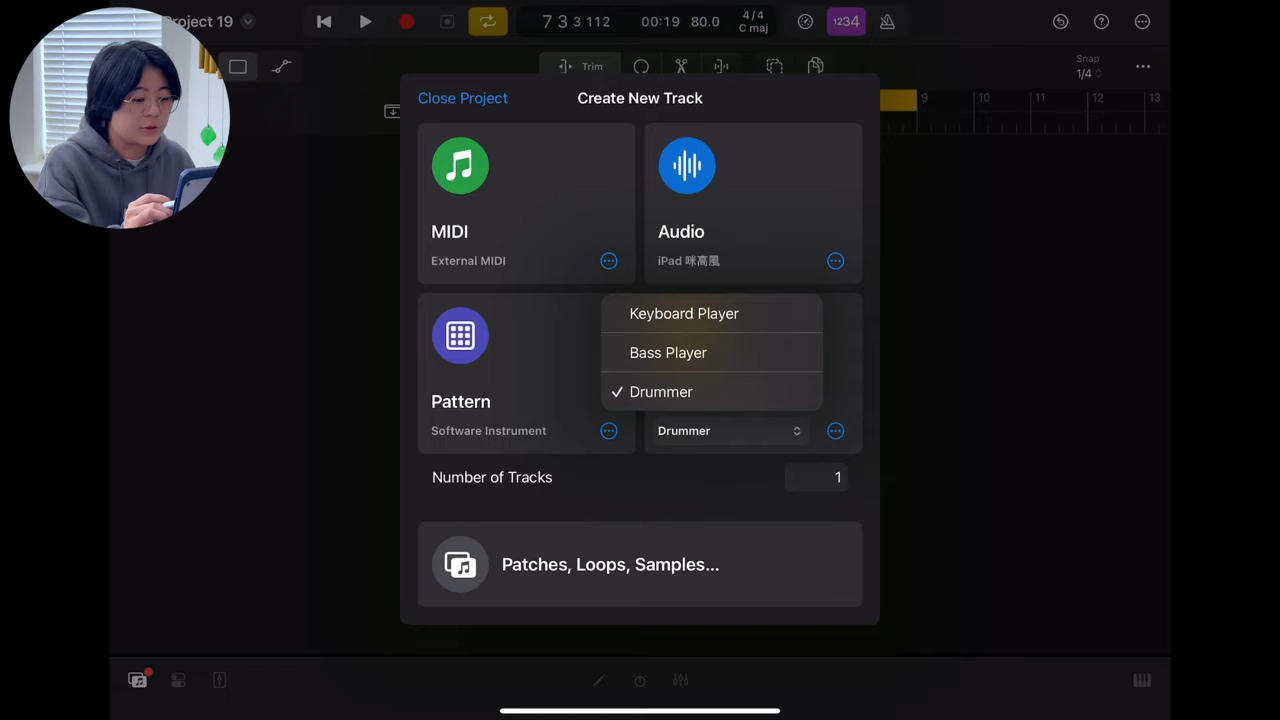 Project 19
7 3 3 112
00:19
80.0
4/4
C maj
1234
Trim
Snap
1/4
9
10
11
12
13
Close Project
Create New Track
MIDI
External MIDI
Audio
iPad 咪高風
Pattern
Software Instrument
Keyboard Player
Bass Player
Drummer
Drummer
Number of Tracks
1
Patches, Loops, Samples...